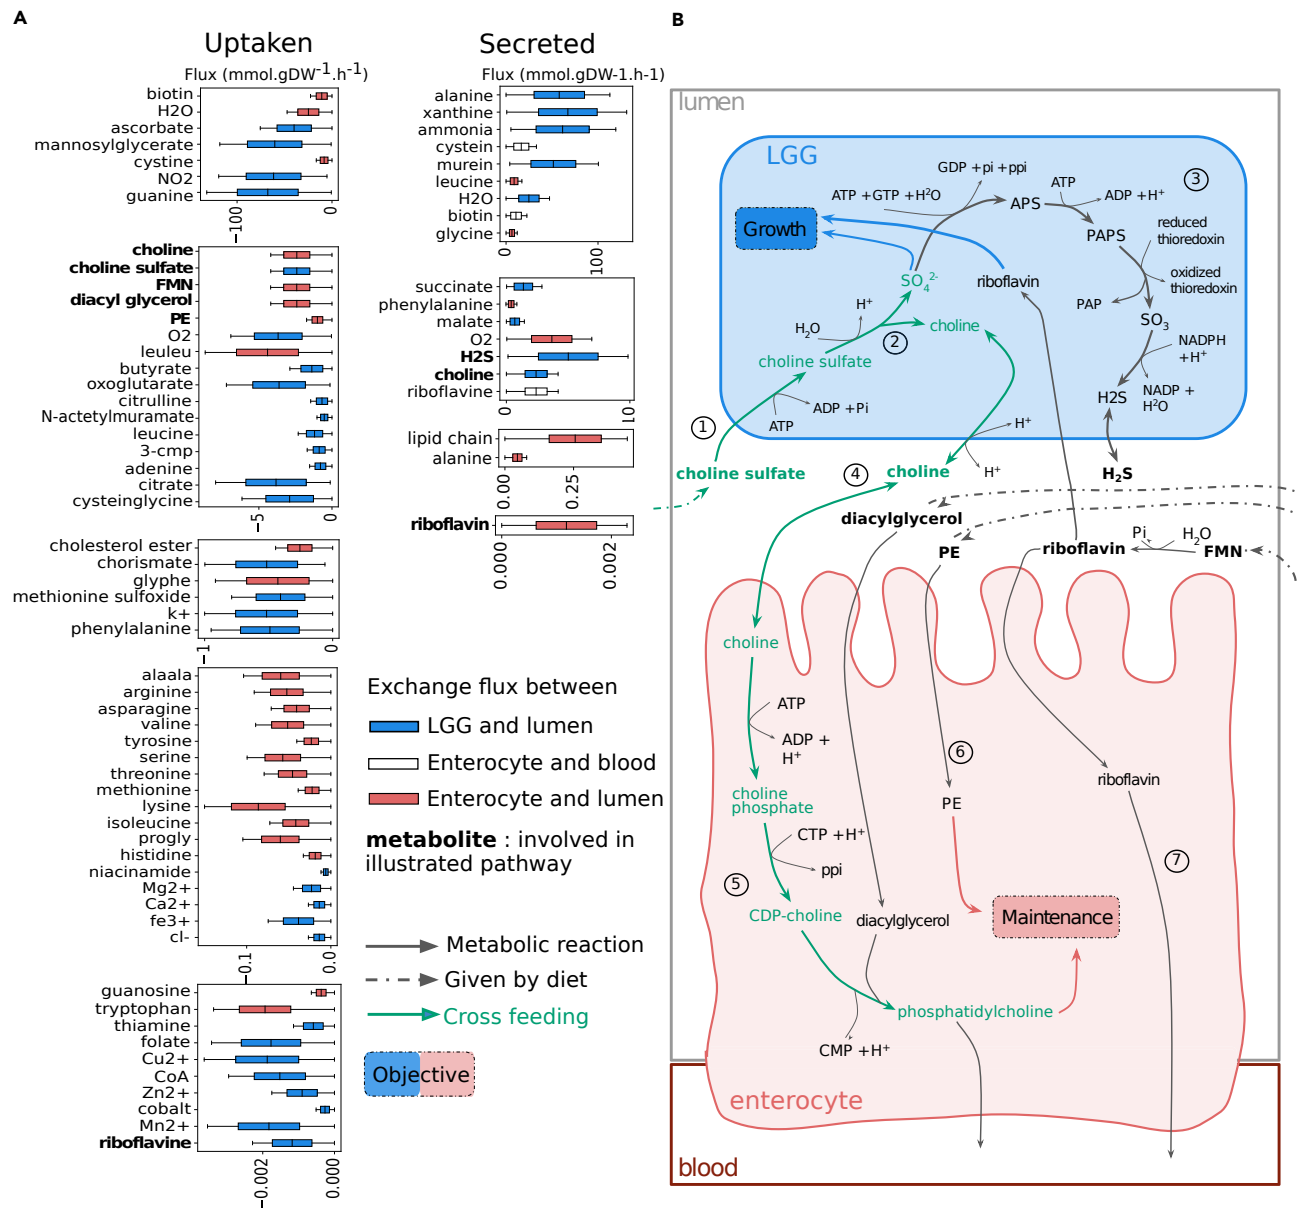 A
Uptaken
Flux (mmol.gDW-1.h-1)
biotin
H2O
ascorbate
mannosylglycerate
cystine
NO2
guanine
-100
0
choline
choline sulfate
FMN
diacyl glycerol
PE
O2
leuleu
butyrate
oxoglutarate
citrulline
N-actetylmuramate
leucine
3-cmp
adenine
citrate
cysteinglycine
-5
0
cholesterol ester
chorismate
glyphe
methionine sulfoxide
k+
phenylalanine
-1
0
alaala
arginine
asparagine
valine
tyrosine
serine
threonine
methionine
lysine
isoleucine
progly
histidine
niacinamide
Mg2+
Ca2+
fe3+
cl-
-0.1
0.0
guanosine
tryptophan
thiamine
folate
Cu2+
CoA
Zn2+
cobalt
Mn2+
riboflavine
-0.002
0.000
Secreted
Flux (mmol.gDW-1.h-1)
alanine
xanthine
ammonia
cystein
murein
leucine
H2O
biotin
glycine
0
100
succinate
phenylalanine
malate
O2
H2S
choline
riboflavine
0
10
lipid chain
alanine
0.00
0.25
riboflavin
0.000
0.002
Exchange flux between
LGG and lumen
Enterocyte and blood
Enterocyte and lumen
metabolite : involved in
illustrated pathway
Metabolic reaction
Given by diet
Cross feeding
Objective
B
lumen
LGG
GDP +pi +ppi
ATP +GTP +H2O
APS
ATP
ADP +H+
3
Growth
PAPS
reduced
thioredoxin
oxidized
thioredoxin
PAP
SO4 2-
riboflavin
H+
H2O
choline
2
choline sulfate
SO3
NADPH
+H+
NADP +
H2O
H2S
ADP +Pi
ATP
1
H+
H+
choline sulfate
4
choline
H2S
diacylglycerol
PE
riboflavin
Pi
H2O
FMN
choline
ATP
ADP +
H+
6
choline
phosphate
PE
riboflavin
CTP +H+
ppi
5
7
CDP-choline
diacylglycerol
Maintenance
phosphatidylcholine
CMP +H+
enterocyte
blood